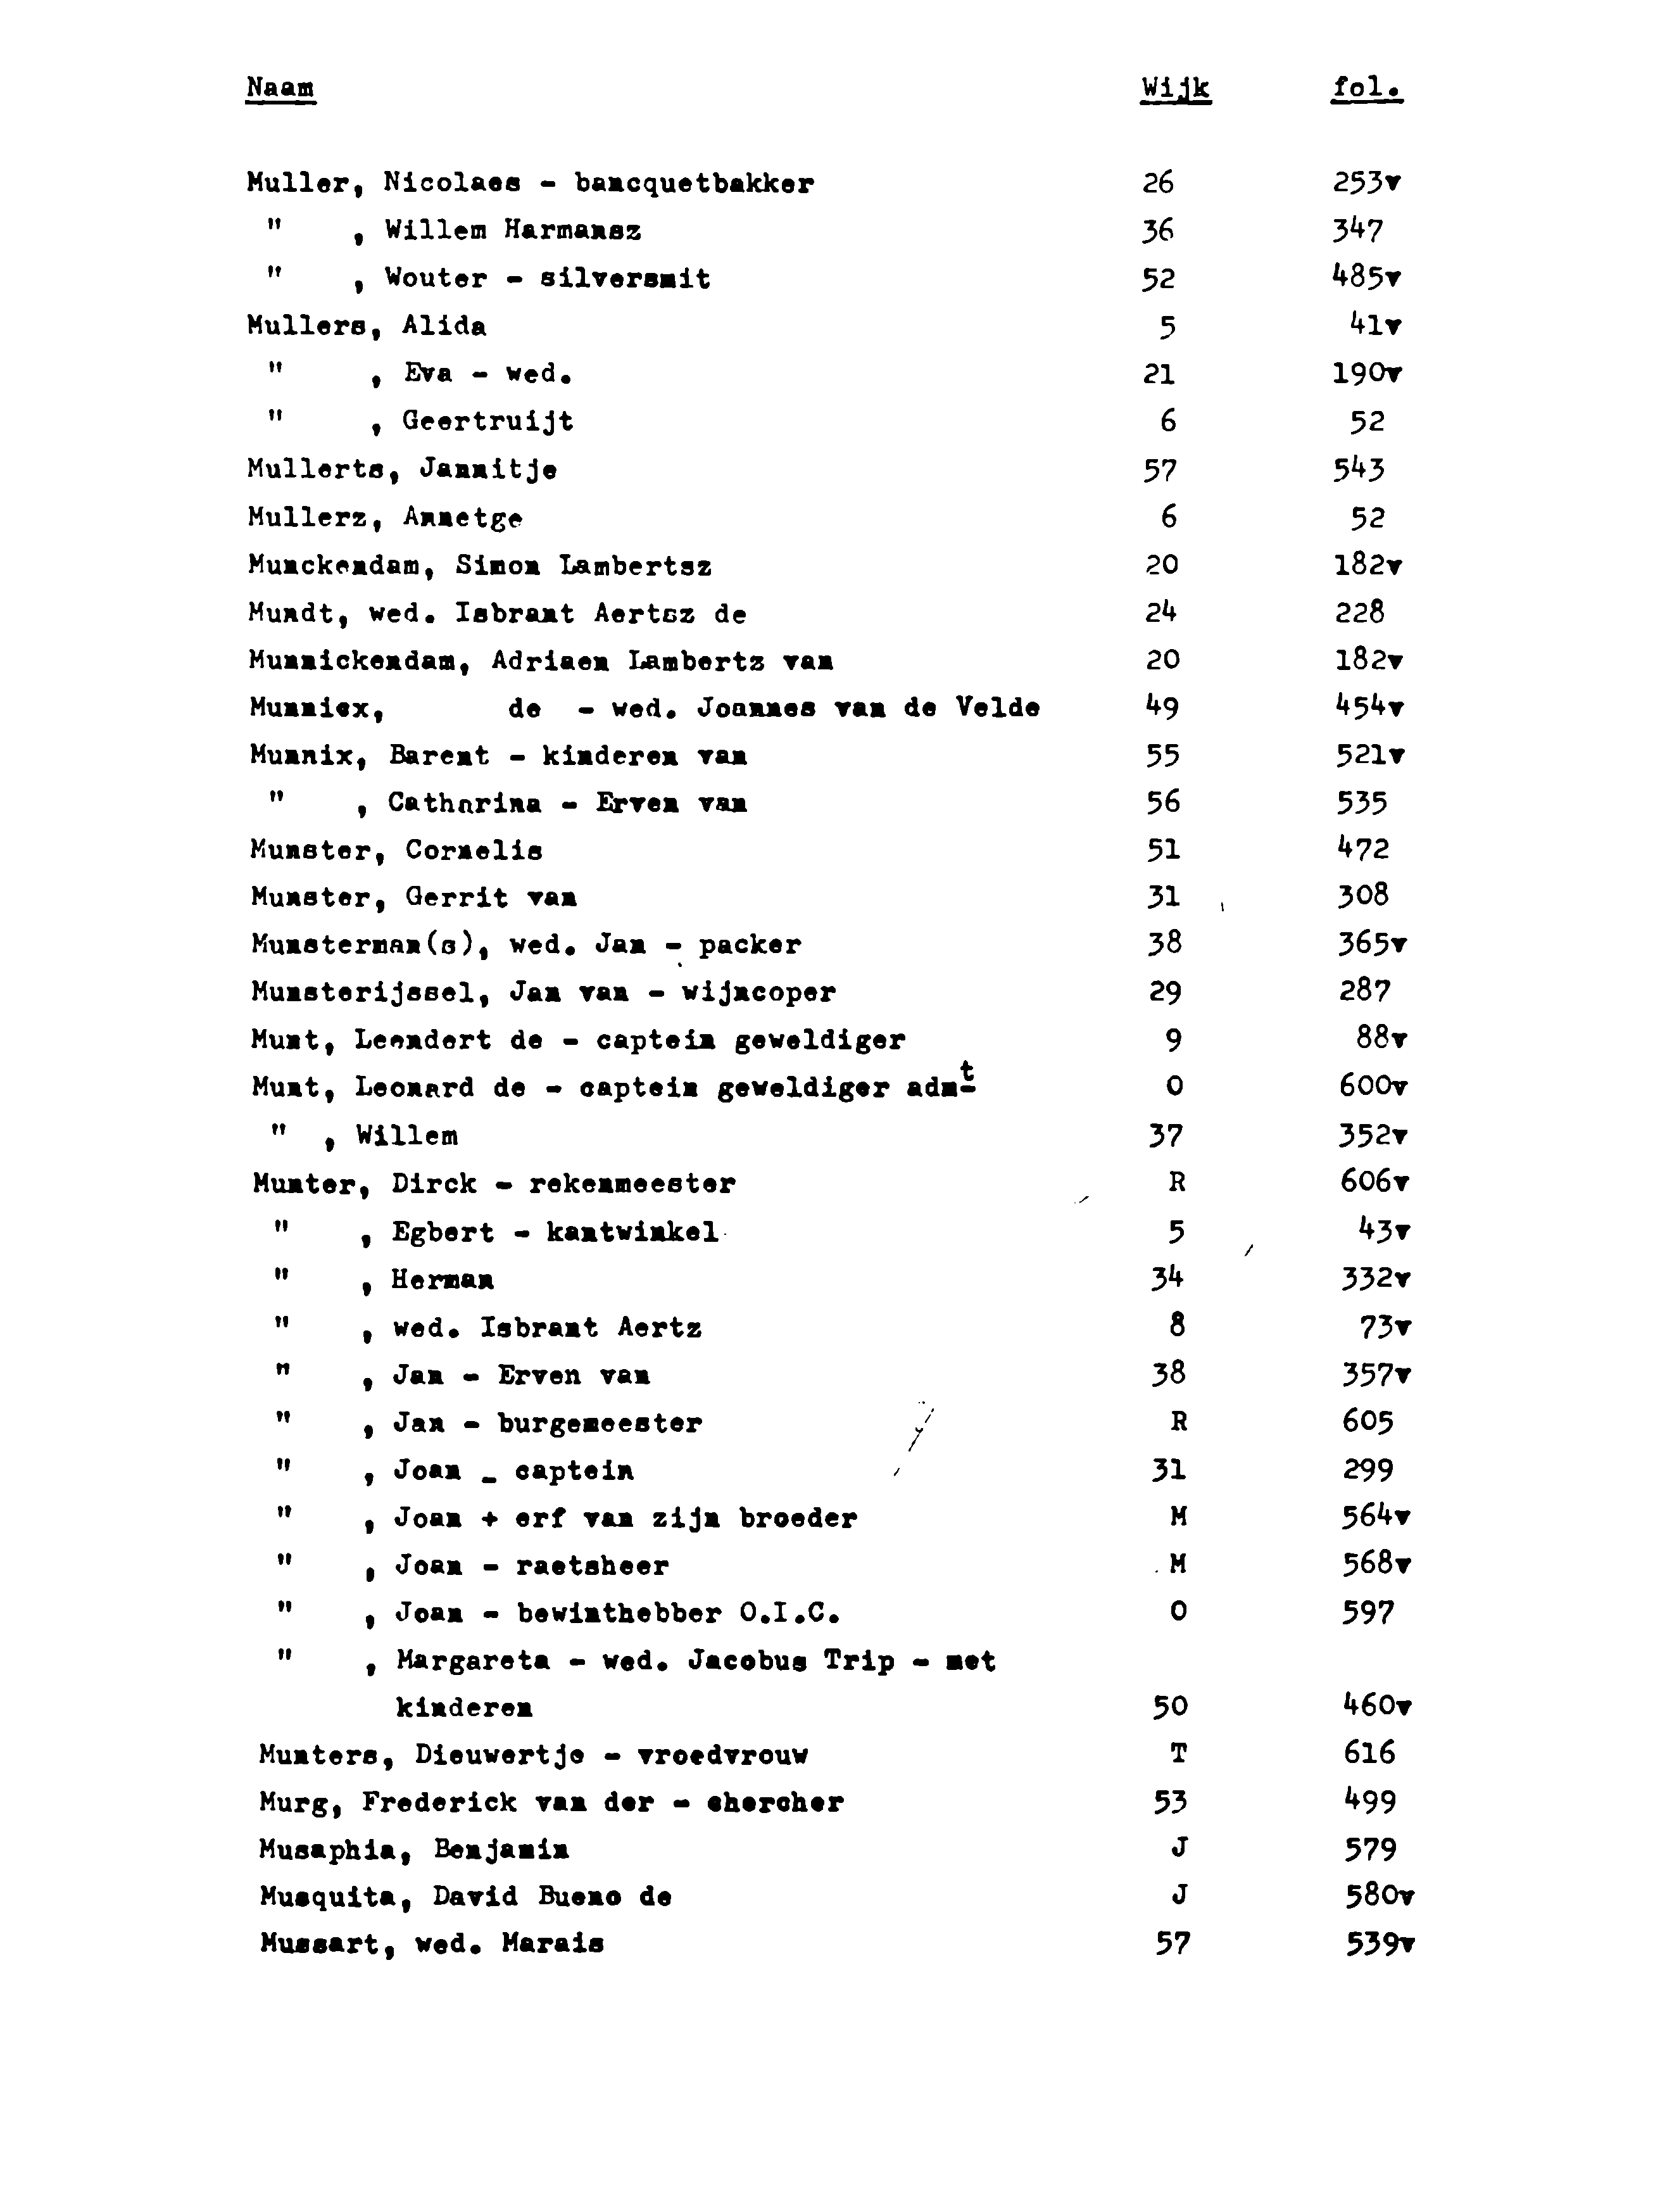 Naam Wijk fol.
Muller, Nicolaes - bancquetbakker 26 253v
" , Willem Harmansz 36 347
" , Wouter - silversmit 52 485v
Mullers, Alida 5 41v
" , Eva - wed. 21 190v
" , Geertruijt 6 52
Mullerts, Jannitje 57 543
Mullerz, Annetge 6 52
Munckendam, Simon Lambertsz 20 182v
Mundt, wed. Isbrant Aertsz de 24 228
Munnickendam, Adriaen Lambertz van 20 182v
Munniex, de - wed. Joannes van de Velde 49 454v
Munnix, Barent - kinderen van 55 521v
" , Catharina - Erven van 56 535
Munster, Cornelis 51 472
Munster, Gerrit van 31 308
Munsterman(s), wed. Jan - packer 38 365v
Munsterijssel, Jan van - wijncoper 29 287
Munt, Leendert de - captein geweldiger 9 88v
Munt, Leonard de - captein geweldiger admt O 600v
" , Willem 37 352v
Munter, Dirck - rekenmeester R 606v
" , Egbert - kantwinkel 5 43v
" , Herman 34 332v
" , wed. Isbrant Aertz 8 73v
" , Jan - Erven van 38 357v
" , Jan - burgemeester R 605
" , Joan - captein 31 299
" , Joan + erf van zijn broeder M 564v
" , Joan - raetsheer M 568v
" , Joan - bewinthebber O.I.C. O 597
" , Margareta - wed. Jacobus Trip - met
kinderen 50 460v
Munters, Dieuwertje - vroedvrouw T 616
Murg, Frederick van der - chercher 53 499
Musaphia, Benjamin J 579
Musquita, David Bueno de J 580v
Mussart, wed. Marais 57 539v